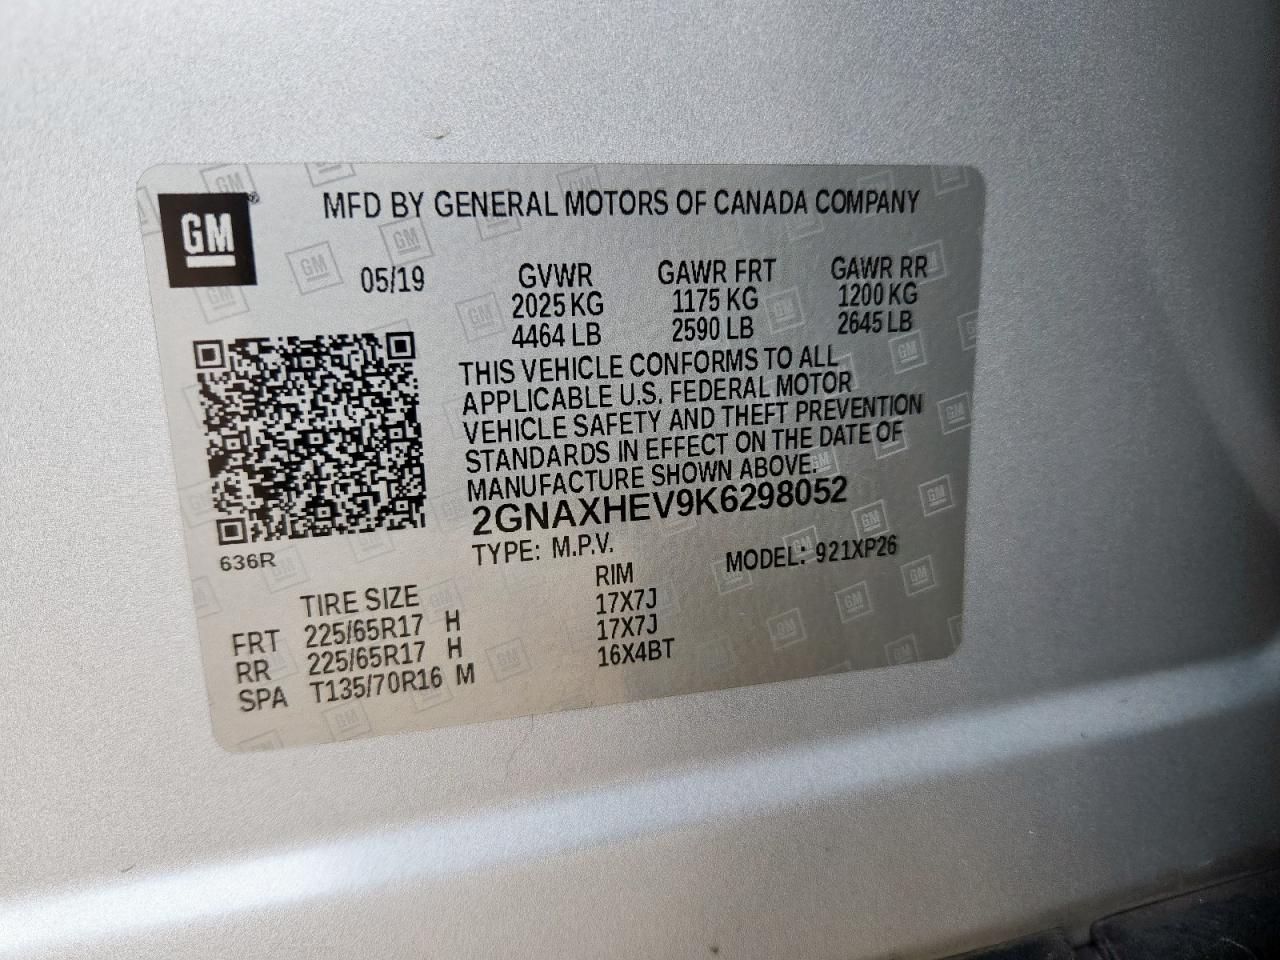 GM®
MFD BY GENERAL MOTORS OF CANADA COMPANY
05/19 GVWR GAWR FRT GAWR RR
2025 KG 1175 KG 1200 KG
4464 LB 2590 LB 2645 LB
THIS VEHICLE CONFORMS TO ALL
APPLICABLE U.S. FEDERAL MOTOR
VEHICLE SAFETY AND THEFT PREVENTION
STANDARDS IN EFFECT ON THE DATE OF
MANUFACTURE SHOWN ABOVE.
2GNAXHEV9K6298052
636R
TYPE: M.P.V. MODEL: 921XP26
TIRE SIZE RIM
FRT 225/65R17 H 17X7J
RR 225/65R17 H 17X7J
SPA T135/70R16 M 16X4BT